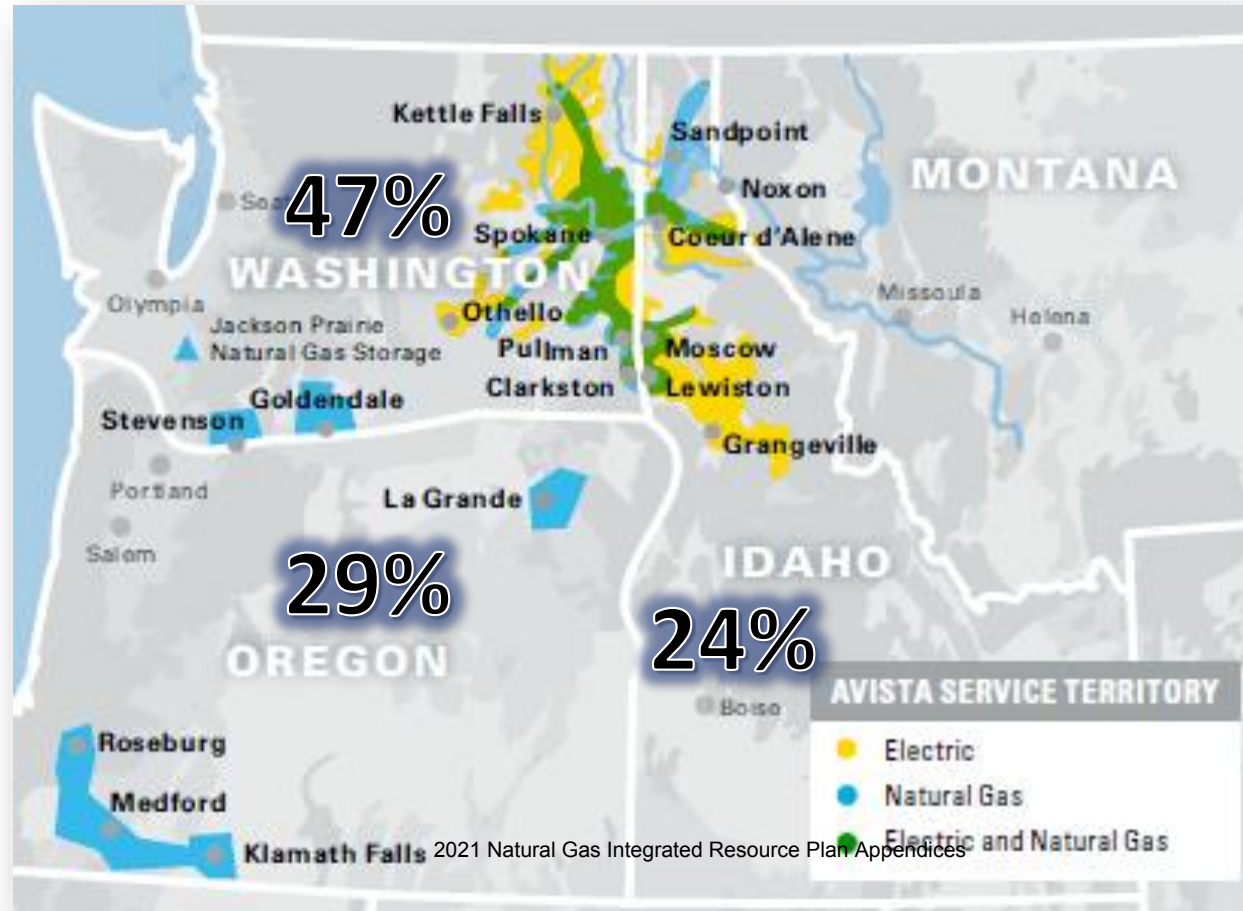 Kettle Falls
Sandpoint
MONTANA
Noxon
47%
Spokane
Coeur d'Alene
WASHINGTON
Missoula
Olympia
Othello
Helena
Jackson Prairie
Natural Gas Storage
Pullman
Moscow
Clarkston
Lewiston
Goldendale
Stevenson
Grangeville
Portland
La Grande
Salem
IDAHO
29%
24%
OREGON
AVISTA SERVICE TERRITORY
Boise
Roseburg
Electric
Natural Gas
Medford
Electric and Natural Gas
Klamath Falls
2021 Natural Gas Integrated Resource Plan Appendices